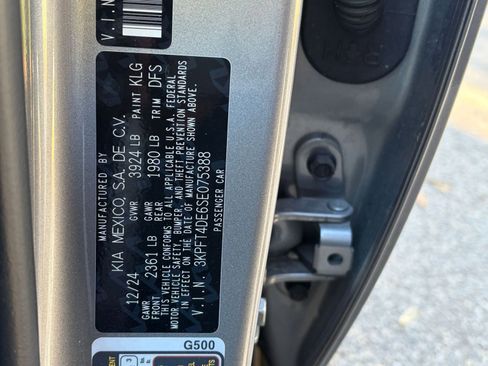 V.I.N
MANUFACTURED BY
KIA MEXICO, S.A. DE C.V.
12/24 GVWR 3924 LB PAINT KLG
GAWR FRONT 2361 LB GAWR REAR 1980 LB TRIM DFS
THIS VEHICLE CONFORMS TO ALL APPLICABLE U.S.A. FEDERAL
MOTOR VEHICLE SAFETY, BUMPER, AND THEFT PREVENTION STANDARDS
IN EFFECT ON THE DATE OF MANUFACTURE SHOWN ABOVE.
V.I.N. 3KPFT4DE6SE075388
PASSENGER CAR
G500